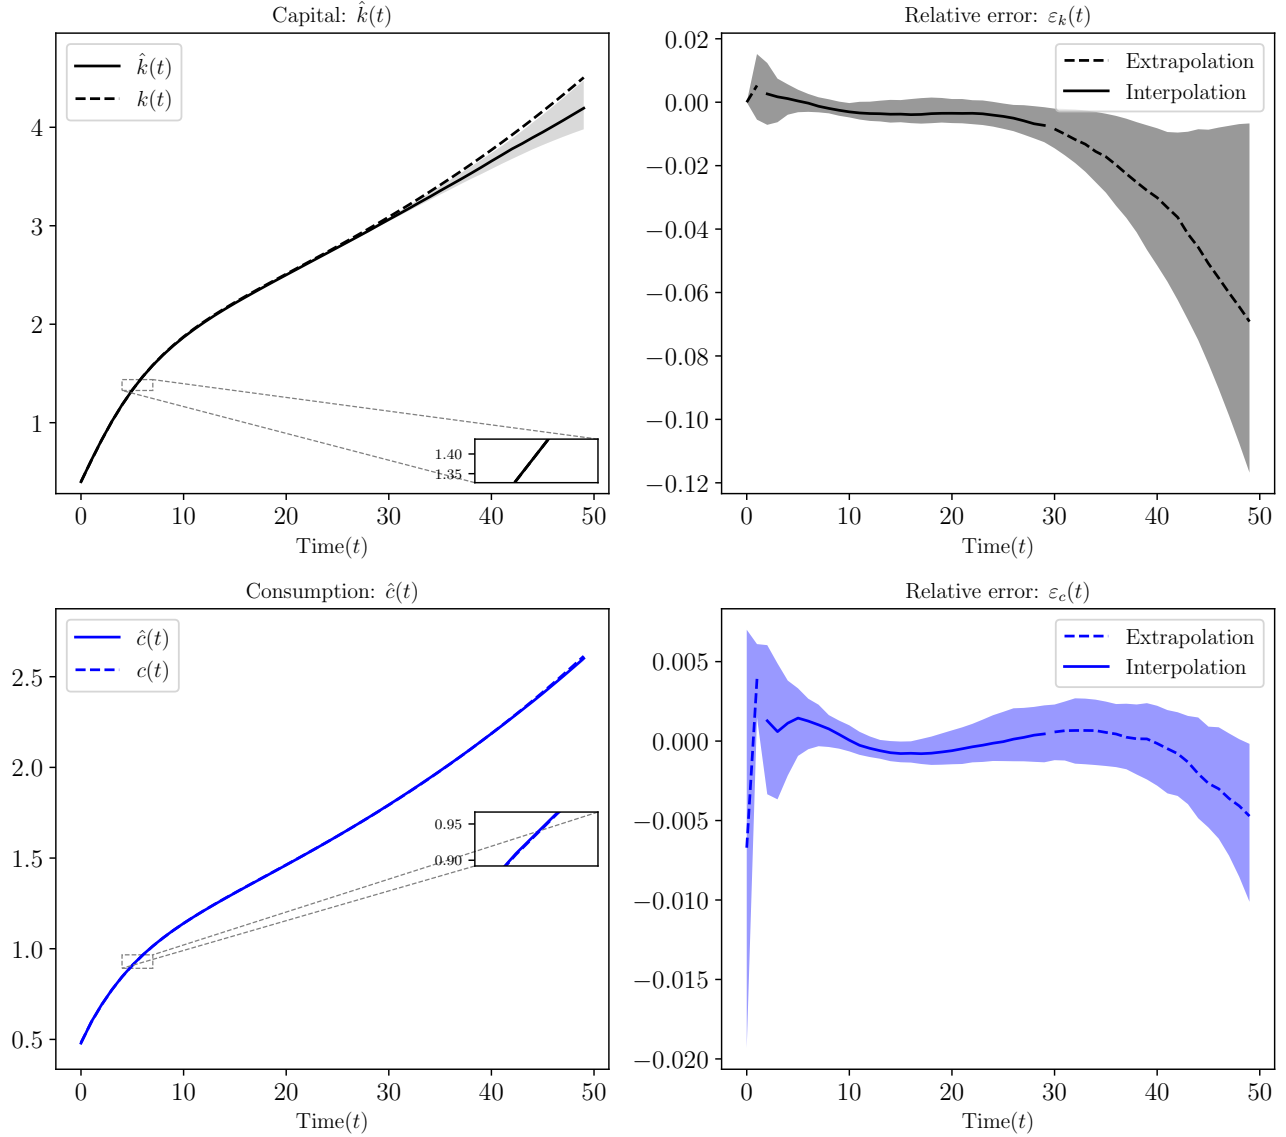 Capital: k̂(t)
k̂(t)
k(t)
4
3
2
1
1.40
1.35
0 10 20 30 40 50
Time(t)
Relative error: ε_k(t)
Extrapolation
Interpolation
0.02
0.00
−0.02
−0.04
−0.06
−0.08
−0.10
−0.12
0 10 20 30 40 50
Time(t)
Consumption: ĉ(t)
ĉ(t)
c(t)
2.5
2.0
1.5
1.0
0.5
0.95
0.90
0 10 20 30 40 50
Time(t)
Relative error: ε_c(t)
Extrapolation
Interpolation
0.005
0.000
−0.005
−0.010
−0.015
−0.020
0 10 20 30 40 50
Time(t)